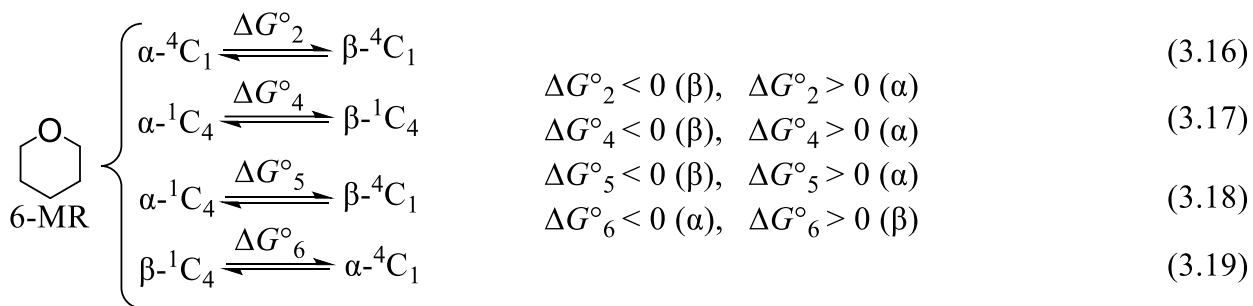 α-⁴C₁ ΔG°₂ β-⁴C₁ (3.16)
ΔG°₂ < 0 (β), ΔG°₂ > 0 (α)
α-¹C₄ ΔG°₄ β-¹C₄ (3.17)
ΔG°₄ < 0 (β), ΔG°₄ > 0 (α)
O
6-MR
ΔG°₅ < 0 (β), ΔG°₅ > 0 (α)
α-¹C₄ ΔG°₅ β-⁴C₁ (3.18)
ΔG°₆ < 0 (α), ΔG°₆ > 0 (β)
β-¹C₄ ΔG°₆ α-⁴C₁ (3.19)